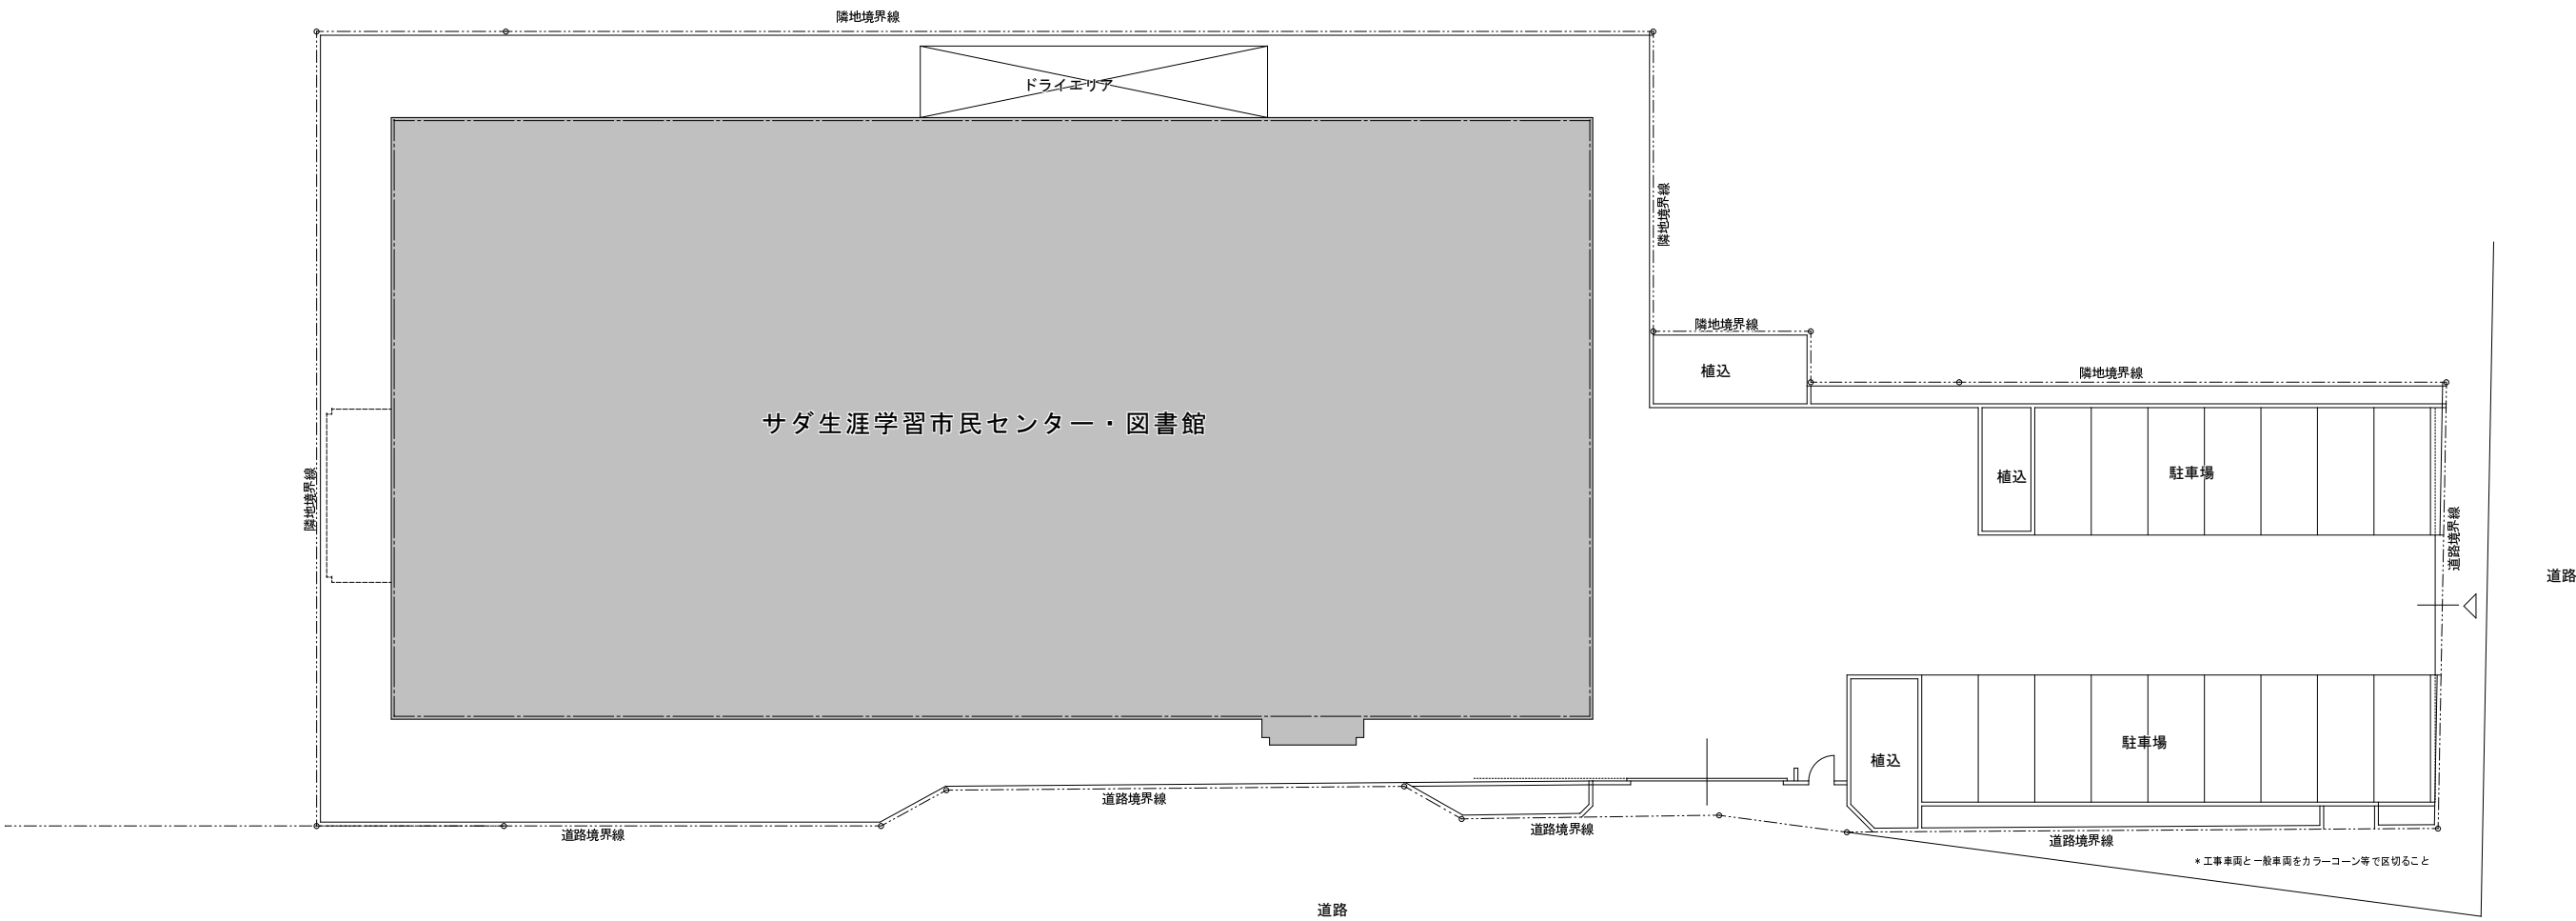 隣地境界線
ドライエリア
隣地境界線
隣地境界線
植込
隣地境界線
サダ生涯学習市民センター・図書館
隣地境界線
植込
駐車場
道路境界線
道路
駐車場
植込
道路境界線
道路境界線
道路境界線
道路境界線
*工事車両と一般車両をカラーコーン等で区切ること
道路